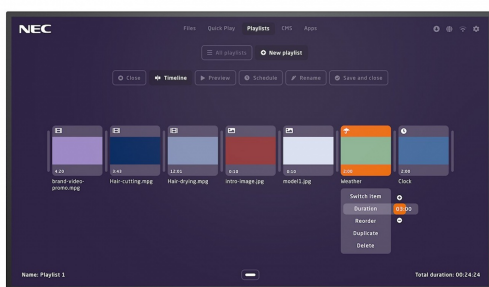 NEC
Files Quick Play Playlists CMS Apps
All playlists New playlist
Close Timeline Preview Schedule Rename Save and close
4:20 3:43 12:01 0:10 0:10 2:00 2:00
brand-video-promo.mpg Hair-cutting.mpg Hair-drying.mpg intro-image.jpg model1.jpg Weather Clock
Switch item
Duration 02:00
Reorder
Duplicate
Delete
Name: Playlist 1 Total duration: 00:24:24